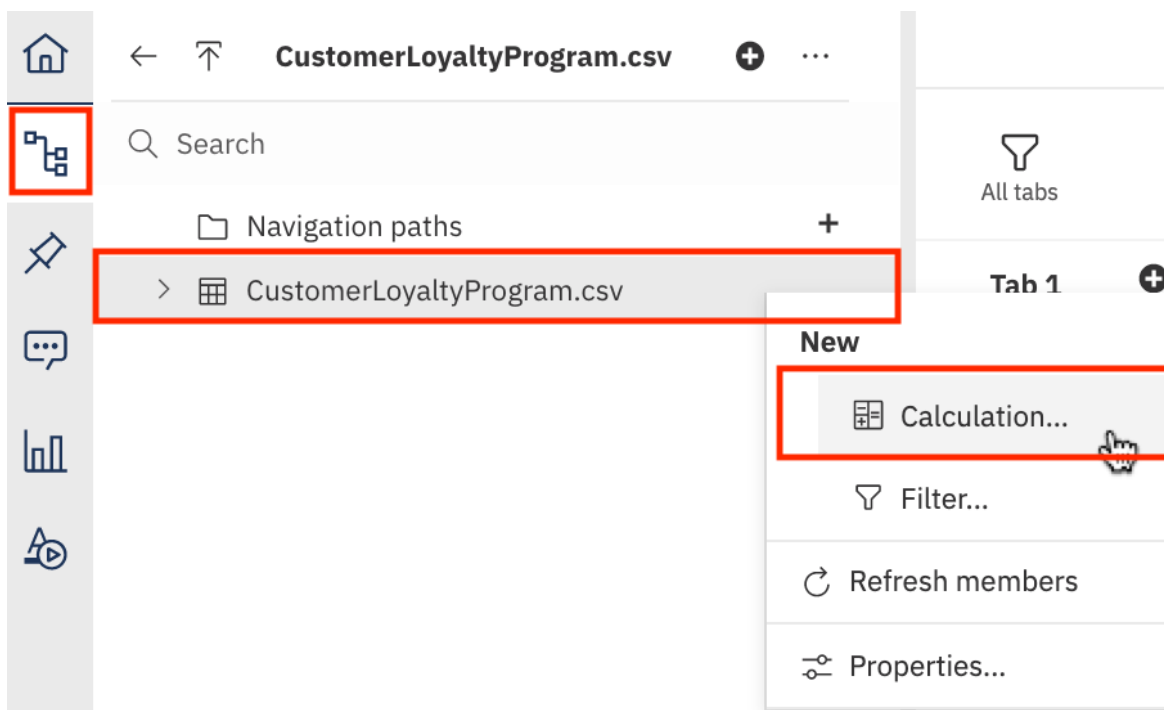 CustomerLoyaltyProgram.csv
Search
All tabs
Navigation paths
CustomerLoyaltyProgram.csv
Tab 1
New
Calculation...
Filter...
Refresh members
Properties...